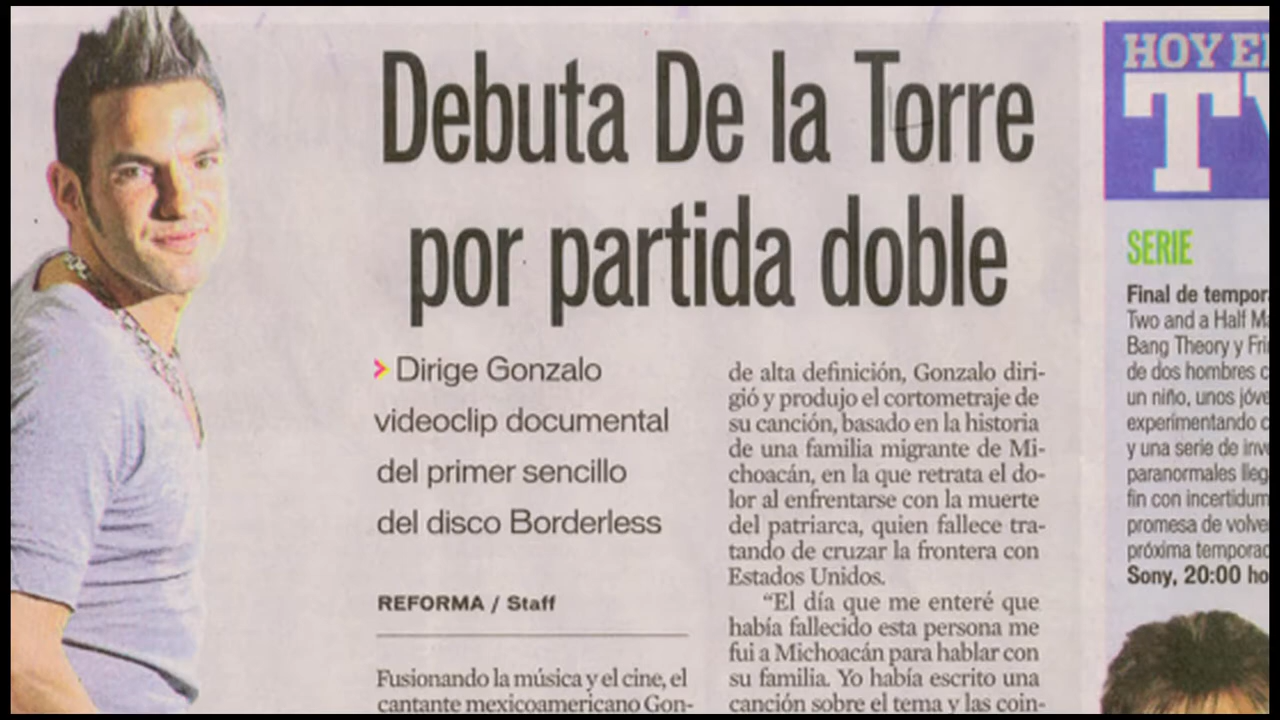 Debuta De la Torre
por partida doble
> Dirige Gonzalo
videoclip documental
del primer sencillo
del disco Borderless
REFORMA / Staff
Fusionando la música y el cine, el
cantante mexicoamericano Gon-
de alta definición, Gonzalo diri-
gió y produjo el cortometraje de
su canción, basado en la historia
de una familia migrante de Mi-
choacán, en la que retrata el do-
lor al enfrentarse con la muerte
del patriarca, quien fallece tra-
tando de cruzar la frontera con
Estados Unidos.
“El día que me enteré que
había fallecido esta persona me
fui a Michoacán para hablar con
su familia. Yo había escrito una
canción sobre el tema y las coin-
HOY
TV
SERIE
Final de
Two and a Half
Bang Theory y
de dos hombres
un niño, unos
experimentando
y una serie de
paranormales
fin con
promesa de
próxima
Sony, 20:00